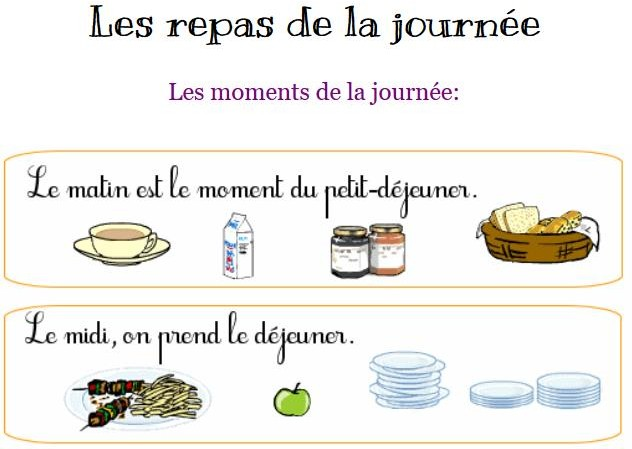 Les repas de la journée
Les moments de la journée:
Le matin est le moment du petit-déjeuner.
Le midi, on prend le déjeuner.